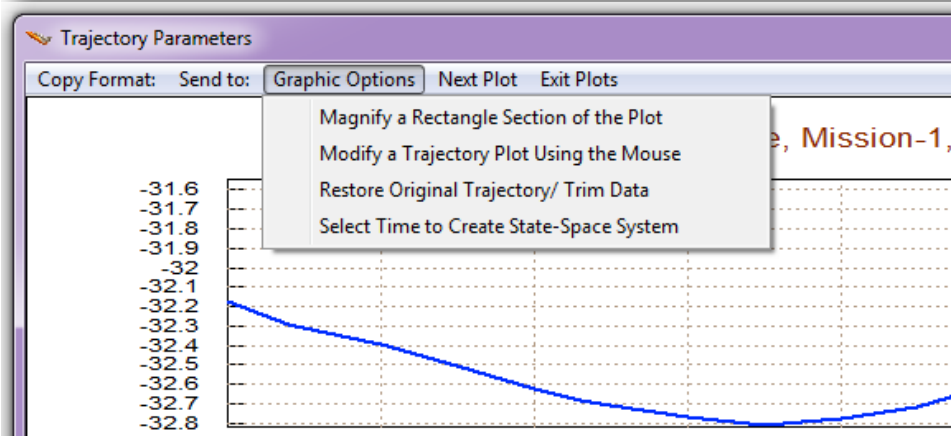 Trajectory Parameters
Copy Format: Send to: Graphic Options Next Plot Exit Plots
Magnify a Rectangle Section of the Plot
Modify a Trajectory Plot Using the Mouse
Restore Original Trajectory/ Trim Data
Select Time to Create State-Space System
Mission-1,
-31.6
-31.7
-31.8
-31.9
-32
-32.1
-32.2
-32.3
-32.4
-32.5
-32.6
-32.7
-32.8